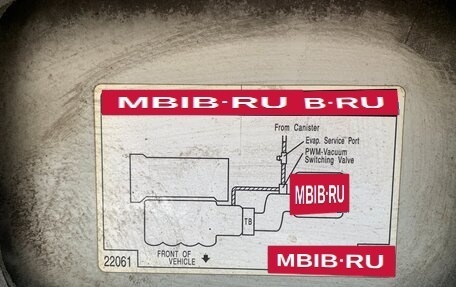 MBIB·RU B·RU
From Canister
Evap. Service Port
PWM-Vacuum
Switching Valve
MBIB·RU
TB
22061
FRONT OF
VEHICLE
MBIB·RU